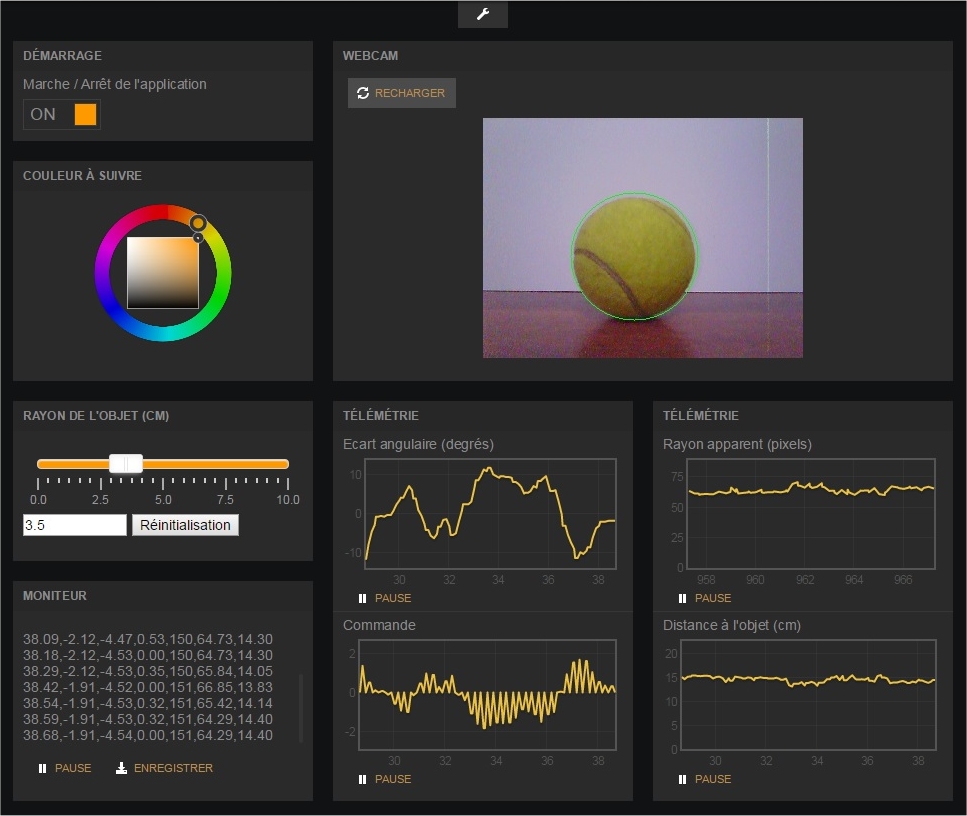 DÉMARRAGE
Marche / Arrêt de l'application
ON
COULEUR À SUIVRE
RAYON DE L'OBJET (CM)
0.0 2.5 5.0 7.5 10.0
3.5 Réinitialisation
MONITEUR
38.09,-2.12,-4.47,0.53,150,64.73,14.30
38.18,-2.12,-4.53,0.00,150,64.73,14.30
38.29,-2.12,-4.53,0.35,150,65.84,14.05
38.42,-1.91,-4.52,0.00,151,66.85,13.83
38.54,-1.91,-4.53,0.32,151,65.42,14.14
38.59,-1.91,-4.53,0.32,151,64.29,14.40
38.68,-1.91,-4.54,0.00,151,64.29,14.40
PAUSE ENREGISTRER
WEBCAM
RECHARGER
TÉLÉMÉTRIE
Ecart angulaire (degrés)
10
0
-10
30 32 34 36 38
PAUSE
Commande
2
0
-2
30 32 34 36 38
PAUSE
TÉLÉMÉTRIE
Rayon apparent (pixels)
75
50
25
0
958 960 962 964 966
PAUSE
Distance à l'objet (cm)
20
15
10
5
0
30 32 34 36 38
PAUSE